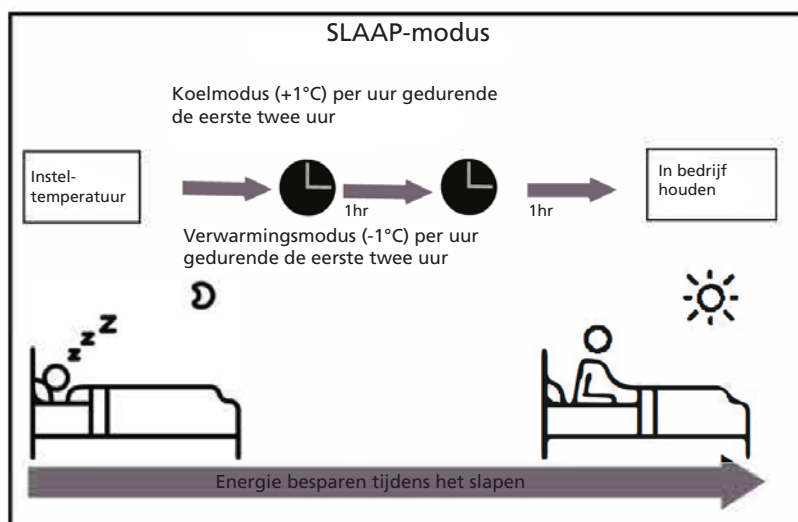 SLAAP-modus
Koelmodus (+1°C) per uur gedurende
de eerste twee uur
Instel-
temperatuur
1hr
1hr
In bedrijf
houden
Verwarmingsmodus (-1°C) per uur
gedurende de eerste twee uur
z z Z
Energie besparen tijdens het slapen